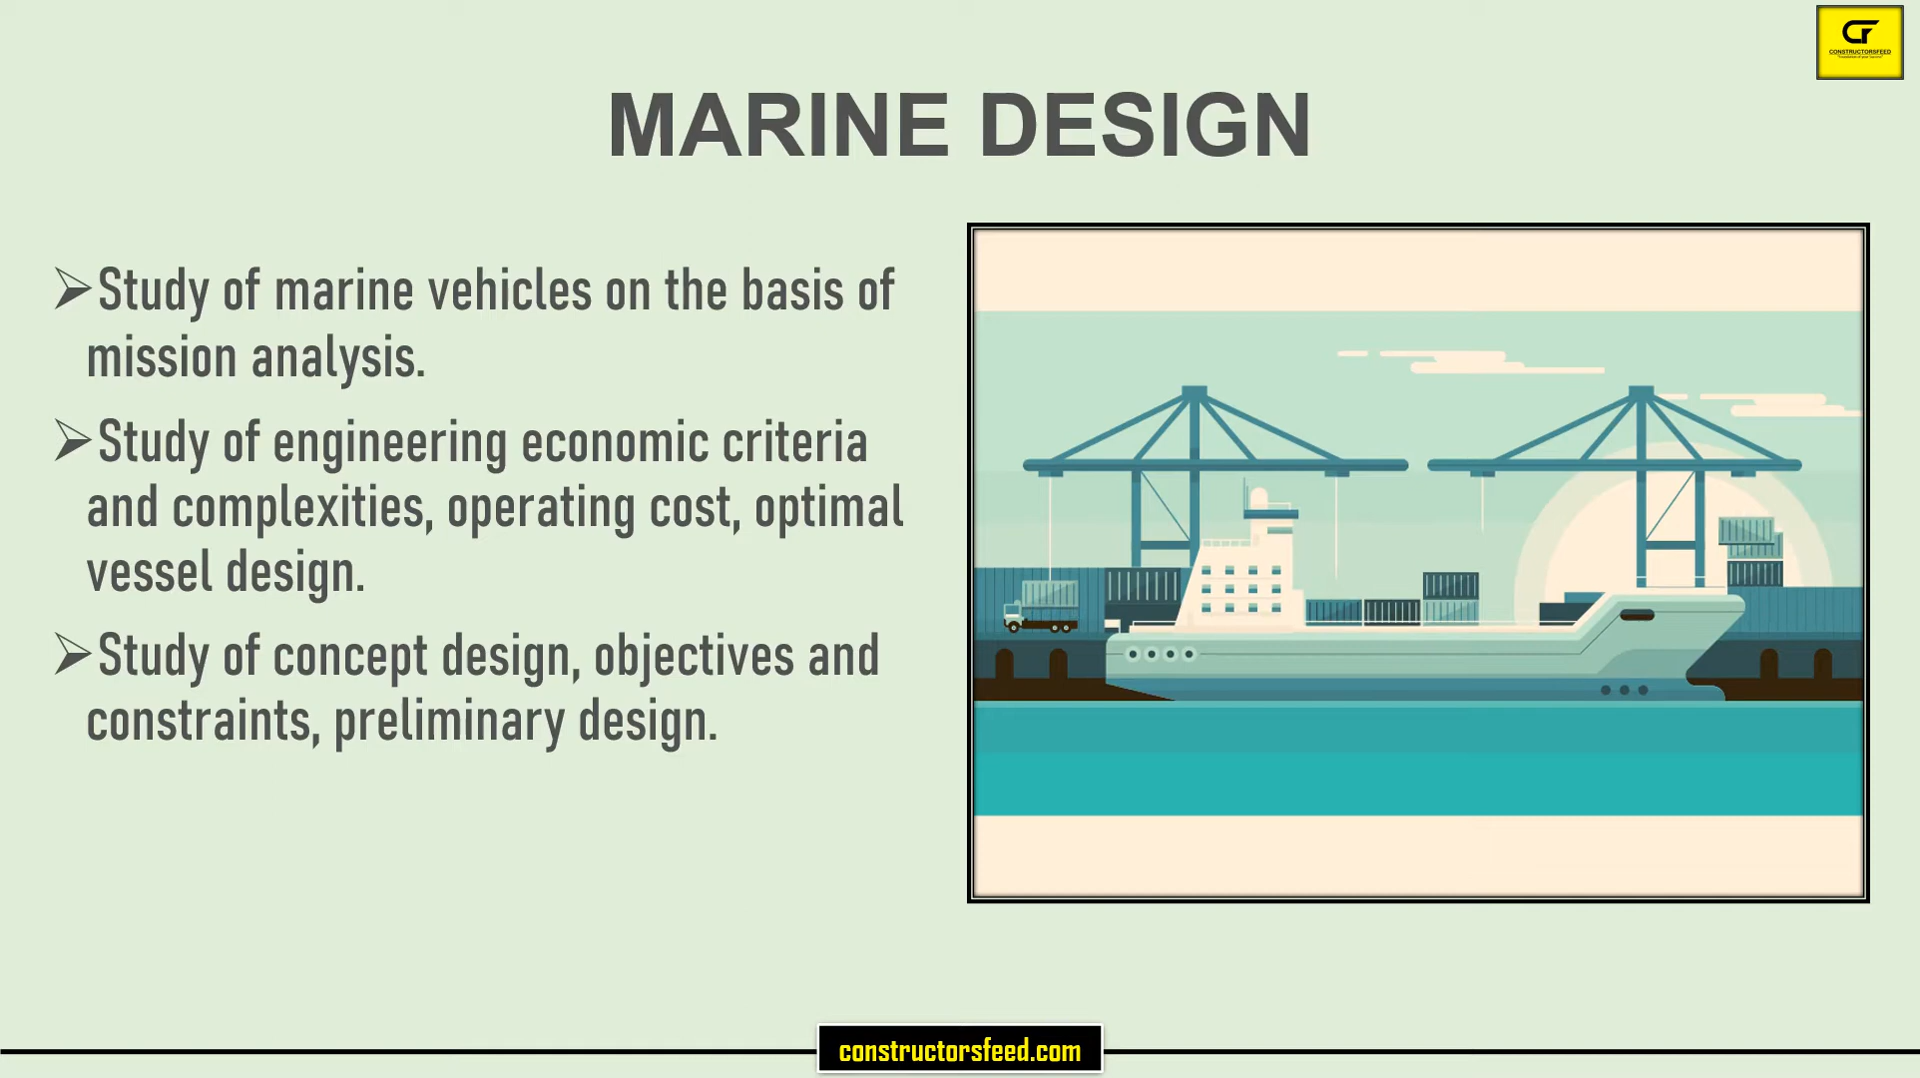 CONSTRUCTORSFEED
MARINE DESIGN
➢Study of marine vehicles on the basis of
mission analysis.
➢Study of engineering economic criteria
and complexities, operating cost, optimal
vessel design.
➢Study of concept design, objectives and
constraints, preliminary design.
constructorsfeed.com